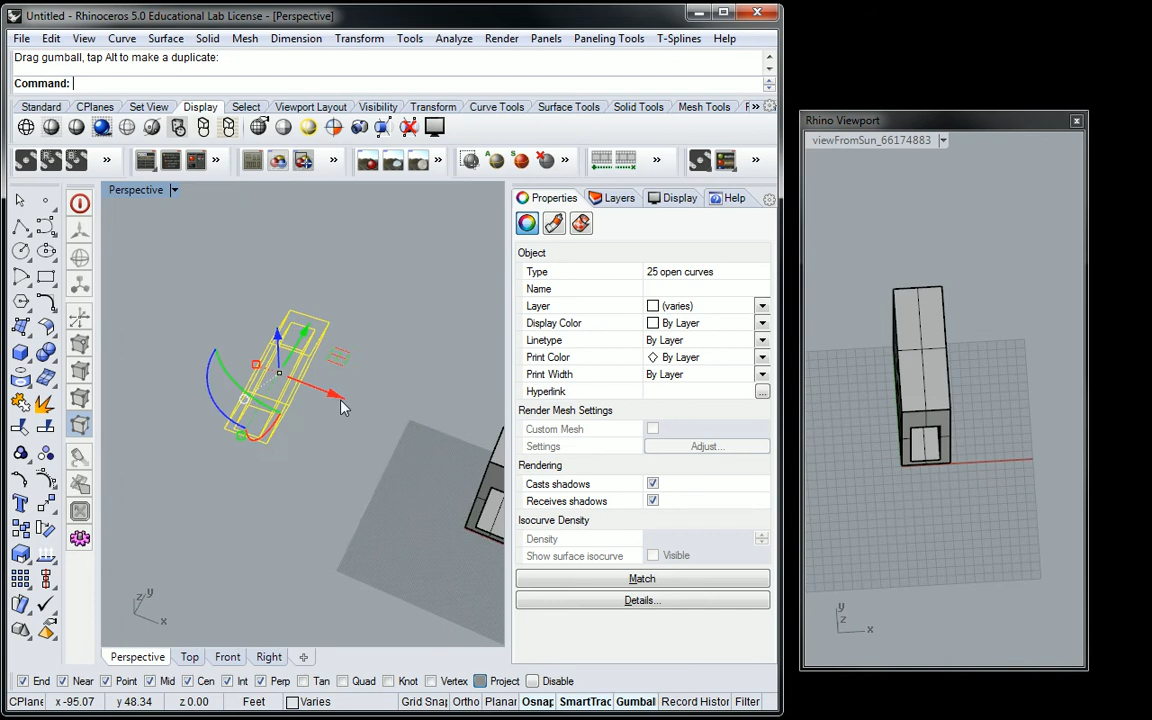 Untitled - Rhinoceros 5.0 Educational Lab License - [Perspective]
File Edit View Curve Surface Solid Mesh Dimension Transform Tools Analyze Render Panels Paneling Tools T-Splines Help
Drag gumball, tap Alt to make a duplicate:
Command:
Standard CPlanes Set View Display Select Viewport Layout Visibility Transform Curve Tools Surface Tools Solid Tools Mesh Tools
Rhino Viewport
viewFromSun_66174883
Perspective
Properties Layers Display Help
Object
Type 25 open curves
Name
Layer (varies)
Display Color By Layer
Linetype By Layer
Print Color By Layer
Print Width By Layer
Hyperlink ...
Render Mesh Settings
Custom Mesh
Settings Adjust...
Rendering
Casts shadows
Receives shadows
Isocurve Density
Density
Show surface isocurve Visible
Match
Details...
z y x
y z x
Perspective Top Front Right
End Near Point Mid Cen Int Perp Tan Quad Knot Vertex Project Disable
CPlane x -95.07 y 48.34 z 0.00 Feet Varies Grid Snap Ortho Planar Osnap SmartTrac Gumball Record Histo Filter